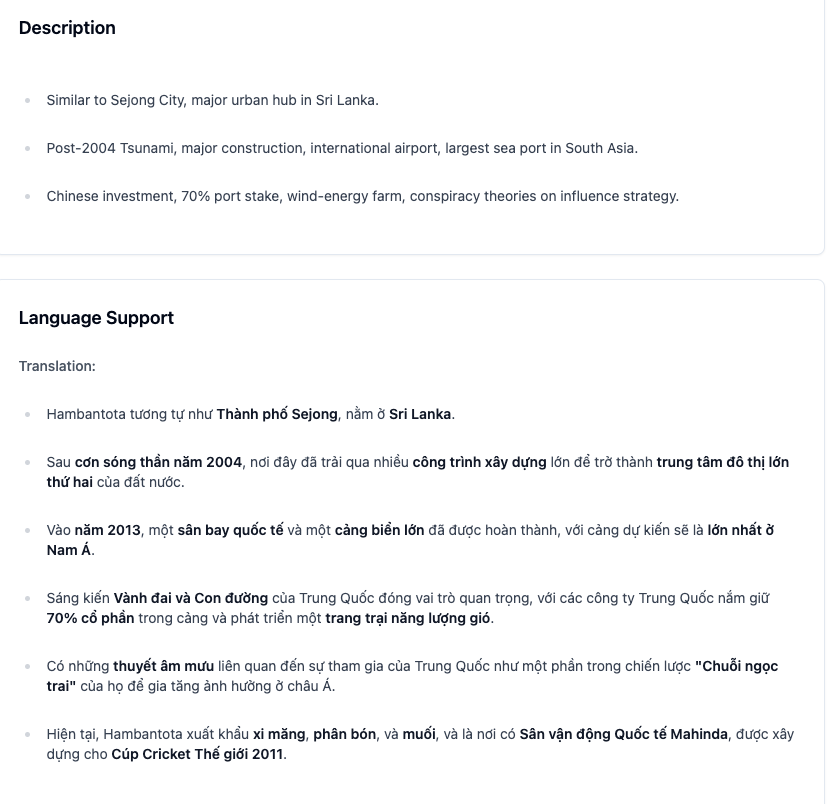 Description
Similar to Sejong City, major urban hub in Sri Lanka.
Post-2004 Tsunami, major construction, international airport, largest sea port in South Asia.
Chinese investment, 70% port stake, wind-energy farm, conspiracy theories on influence strategy.
Language Support
Translation:
Hambantota tương tự như Thành phố Sejong, nằm ở Sri Lanka.
Sau cơn sóng thần năm 2004, nơi đây đã trải qua nhiều công trình xây dựng lớn để trở thành trung tâm đô thị lớn
thứ hai của đất nước.
Vào năm 2013, một sân bay quốc tế và một cảng biển lớn đã được hoàn thành, với cảng dự kiến sẽ là lớn nhất ở
Nam Á.
Sáng kiến Vành đai và Con đường của Trung Quốc đóng vai trò quan trọng, với các công ty Trung Quốc nắm giữ
70% cổ phần trong cảng và phát triển một trang trại năng lượng gió.
Có những thuyết âm mưu liên quan đến sự tham gia của Trung Quốc như một phần trong chiến lược "Chuỗi ngọc
trai" của họ để gia tăng ảnh hưởng ở châu Á.
Hiện tại, Hambantota xuất khẩu xi măng, phân bón, và muối, và là nơi có Sân vận động Quốc tế Mahinda, được xây
dựng cho Cúp Cricket Thế giới 2011.